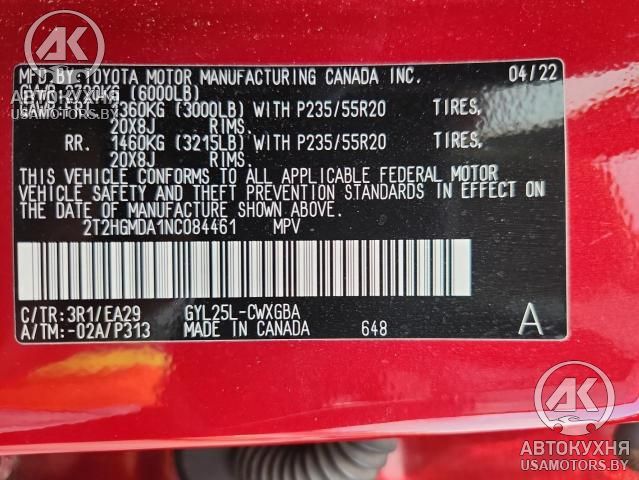 AK
АВТОКУХНЯ
USAMOTORS.BY
MFD.BY: TOYOTA MOTOR MANUFACTURING CANADA INC. 04/22
GVWR 2720KG (6000LB)
1360KG (3000LB) WITH P235/55R20 TIRES,
20X8J RIMS.
RR. 1460KG (3215LB) WITH P235/55R20 TIRES,
20X8J RIMS.
THIS VEHICLE CONFORMS TO ALL APPLICABLE FEDERAL MOTOR
VEHICLE SAFETY AND THEFT PREVENTION STANDARDS IN EFFECT ON
THE DATE OF MANUFACTURE SHOWN ABOVE.
2T2HGMDA1NC084461 MPV
C/TR: 3R1/EA29 GYL25L-CWXGBA
A/TM: -02A/P313 MADE IN CANADA 648 A
AK
АВТОКУХНЯ
USAMOTORS.BY